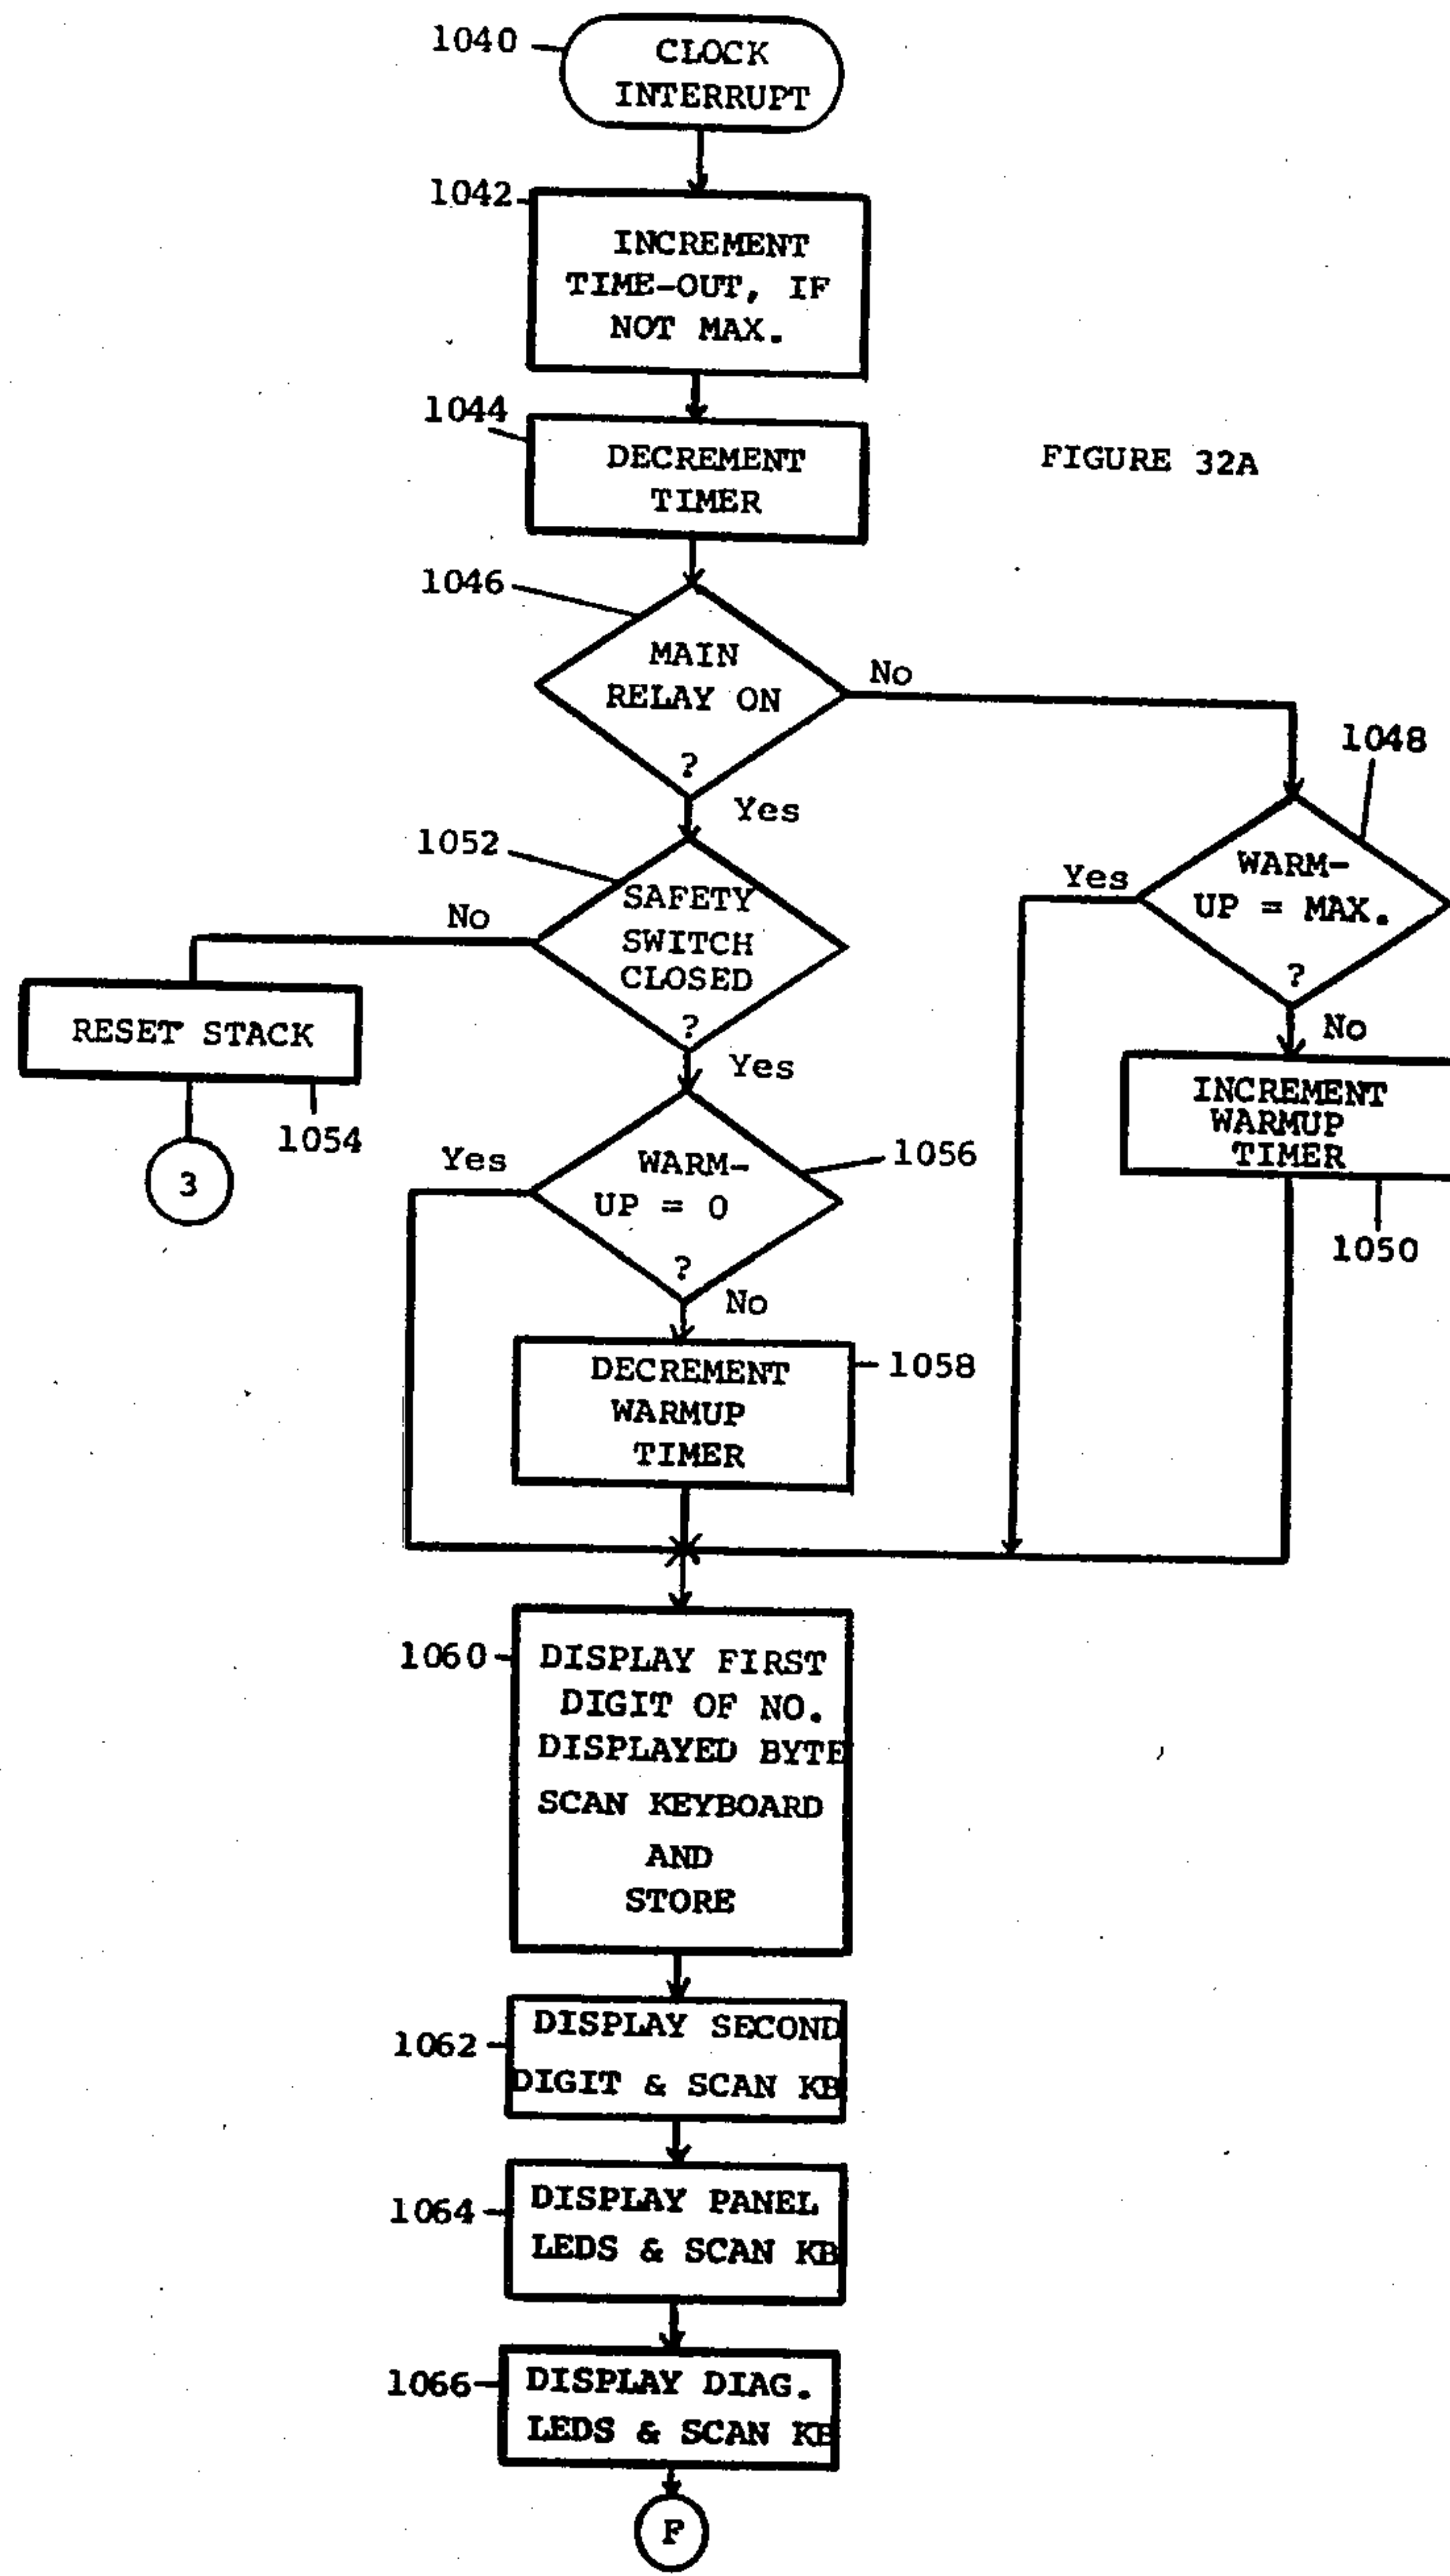 1040
CLOCK
INTERRUPT
1042
INCREMENT
TIME-OUT, IF
NOT MAX.
1044
DECREMENT
TIMER
FIGURE 32A
1046
MAIN
RELAY ON
?
No
Yes
1048
WARM-
UP = MAX.
?
Yes
No
1052
SAFETY
SWITCH
CLOSED
?
No
Yes
RESET STACK
1054
3
INCREMENT
WARMUP
TIMER
1050
1056
WARM-
UP = 0
?
Yes
No
DECREMENT
WARMUP
TIMER
1058
1060
DISPLAY FIRST
DIGIT OF NO.
DISPLAYED BYTE
SCAN KEYBOARD
AND
STORE
1062
DISPLAY SECOND
DIGIT & SCAN KB
1064
DISPLAY PANEL
LEDS & SCAN KB
1066
DISPLAY DIAG.
LEDS & SCAN KB
F